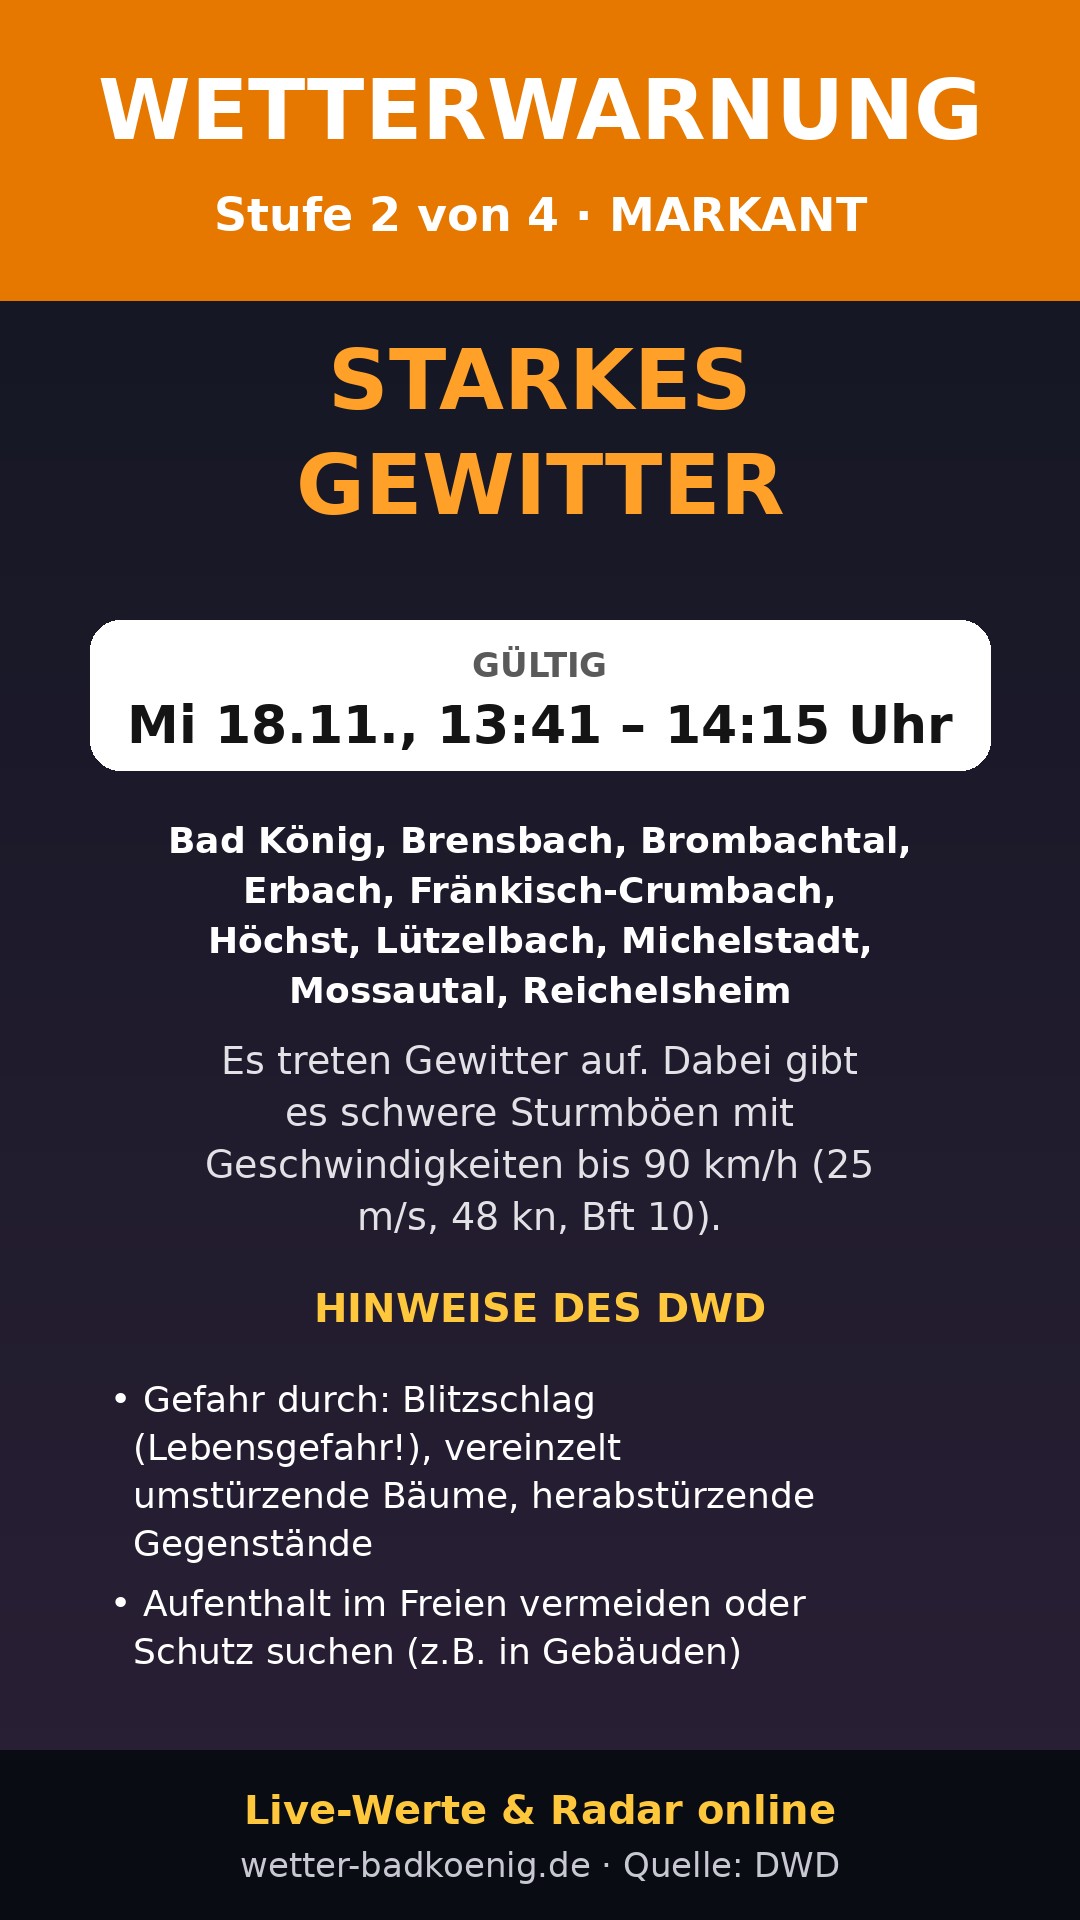 WETTERWARNUNG
Stufe 2 von 4 · MARKANT
STARKES
GEWITTER
GÜLTIG
Mi 18.11., 13:41 – 14:15 Uhr
Bad König, Brensbach, Brombachtal,
Erbach, Fränkisch-Crumbach,
Höchst, Lützelbach, Michelstadt,
Mossautal, Reichelsheim
Es treten Gewitter auf. Dabei gibt
es schwere Sturmböen mit
Geschwindigkeiten bis 90 km/h (25
m/s, 48 kn, Bft 10).
HINWEISE DES DWD
• Gefahr durch: Blitzschlag
(Lebensgefahr!), vereinzelt
umstürzende Bäume, herabstürzende
Gegenstände
• Aufenthalt im Freien vermeiden oder
Schutz suchen (z.B. in Gebäuden)
Live-Werte & Radar online
wetter-badkoenig.de · Quelle: DWD